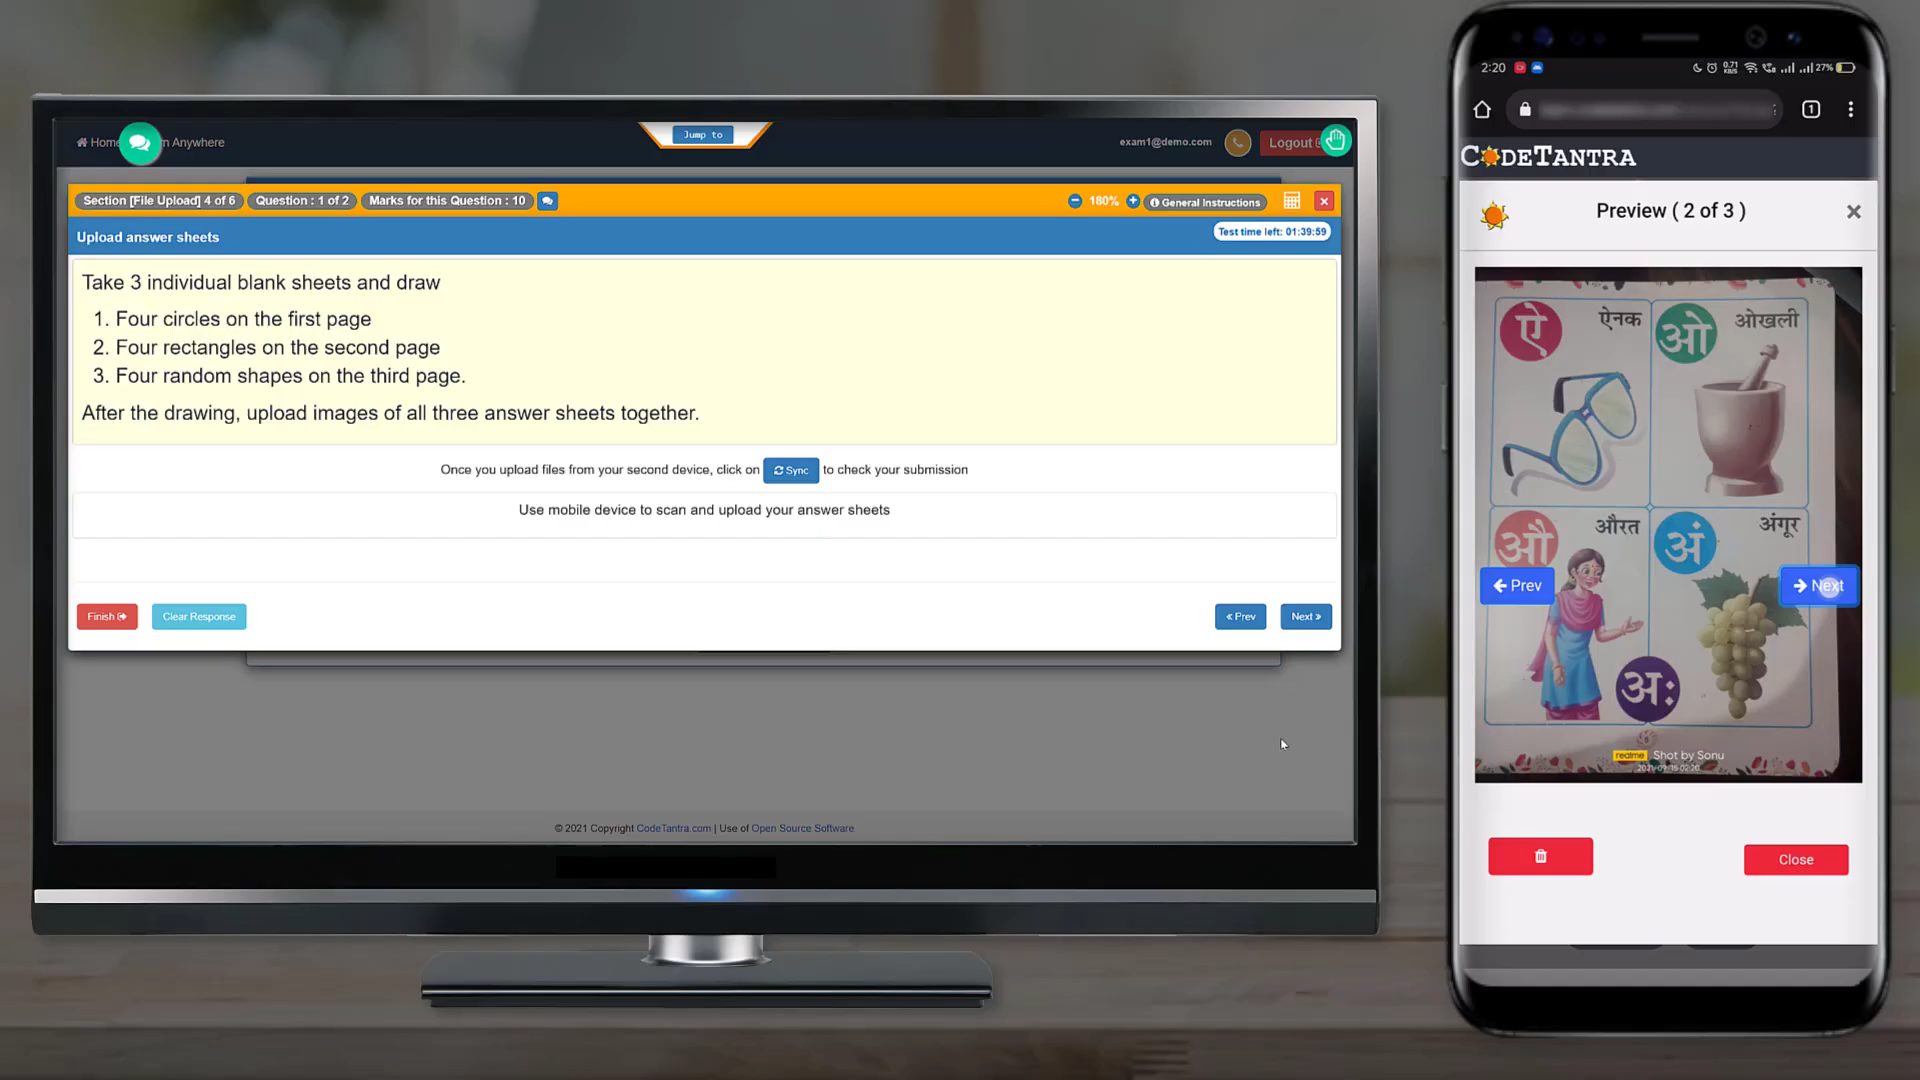 Home
n Anywhere
Jump to
exam1@demo.com
Logout
Section [File Upload] 4 of 6
Question : 1 of 2
Marks for this Question : 10
180%
General Instructions
Upload answer sheets
Test time left: 01:39:59
Take 3 individual blank sheets and draw
1. Four circles on the first page
2. Four rectangles on the second page
3. Four random shapes on the third page.
After the drawing, upload images of all three answer sheets together.
Once you upload files from your second device, click on Sync to check your submission
Use mobile device to scan and upload your answer sheets
Finish
Clear Response
« Prev
Next »
© 2021 Copyright CodeTantra.com | Use of Open Source Software
2:20
0.71 KB/S
27%
1
CODETANTRA
Preview ( 2 of 3 )
ऐ ऐनक
ओ ओखली
औ औरत
अं अंगूर
Prev
Next
अः
realme Shot by Sonu
Close